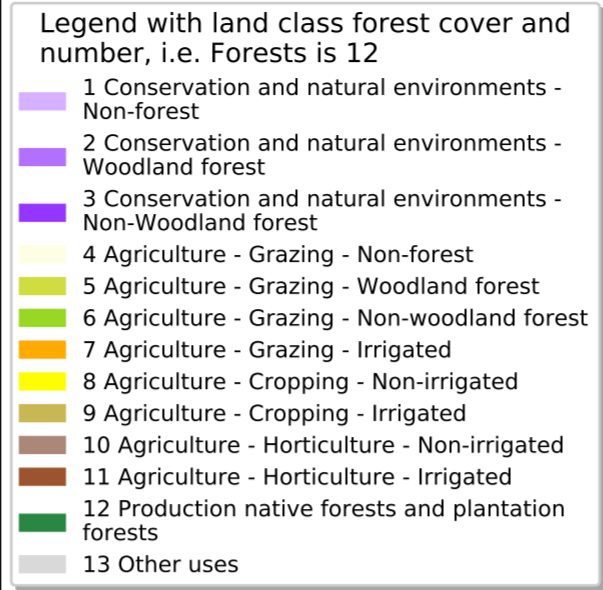 Legend with land class forest cover and
number, i.e. Forests is 12
1 Conservation and natural environments -
Non-forest
2 Conservation and natural environments -
Woodland forest
3 Conservation and natural environments -
Non-Woodland forest
4 Agriculture - Grazing - Non-forest
5 Agriculture - Grazing - Woodland forest
6 Agriculture - Grazing - Non-woodland forest
7 Agriculture - Grazing - Irrigated
8 Agriculture - Cropping - Non-irrigated
9 Agriculture - Cropping - Irrigated
10 Agriculture - Horticulture - Non-irrigated
11 Agriculture - Horticulture - Irrigated
12 Production native forests and plantation
forests
13 Other uses